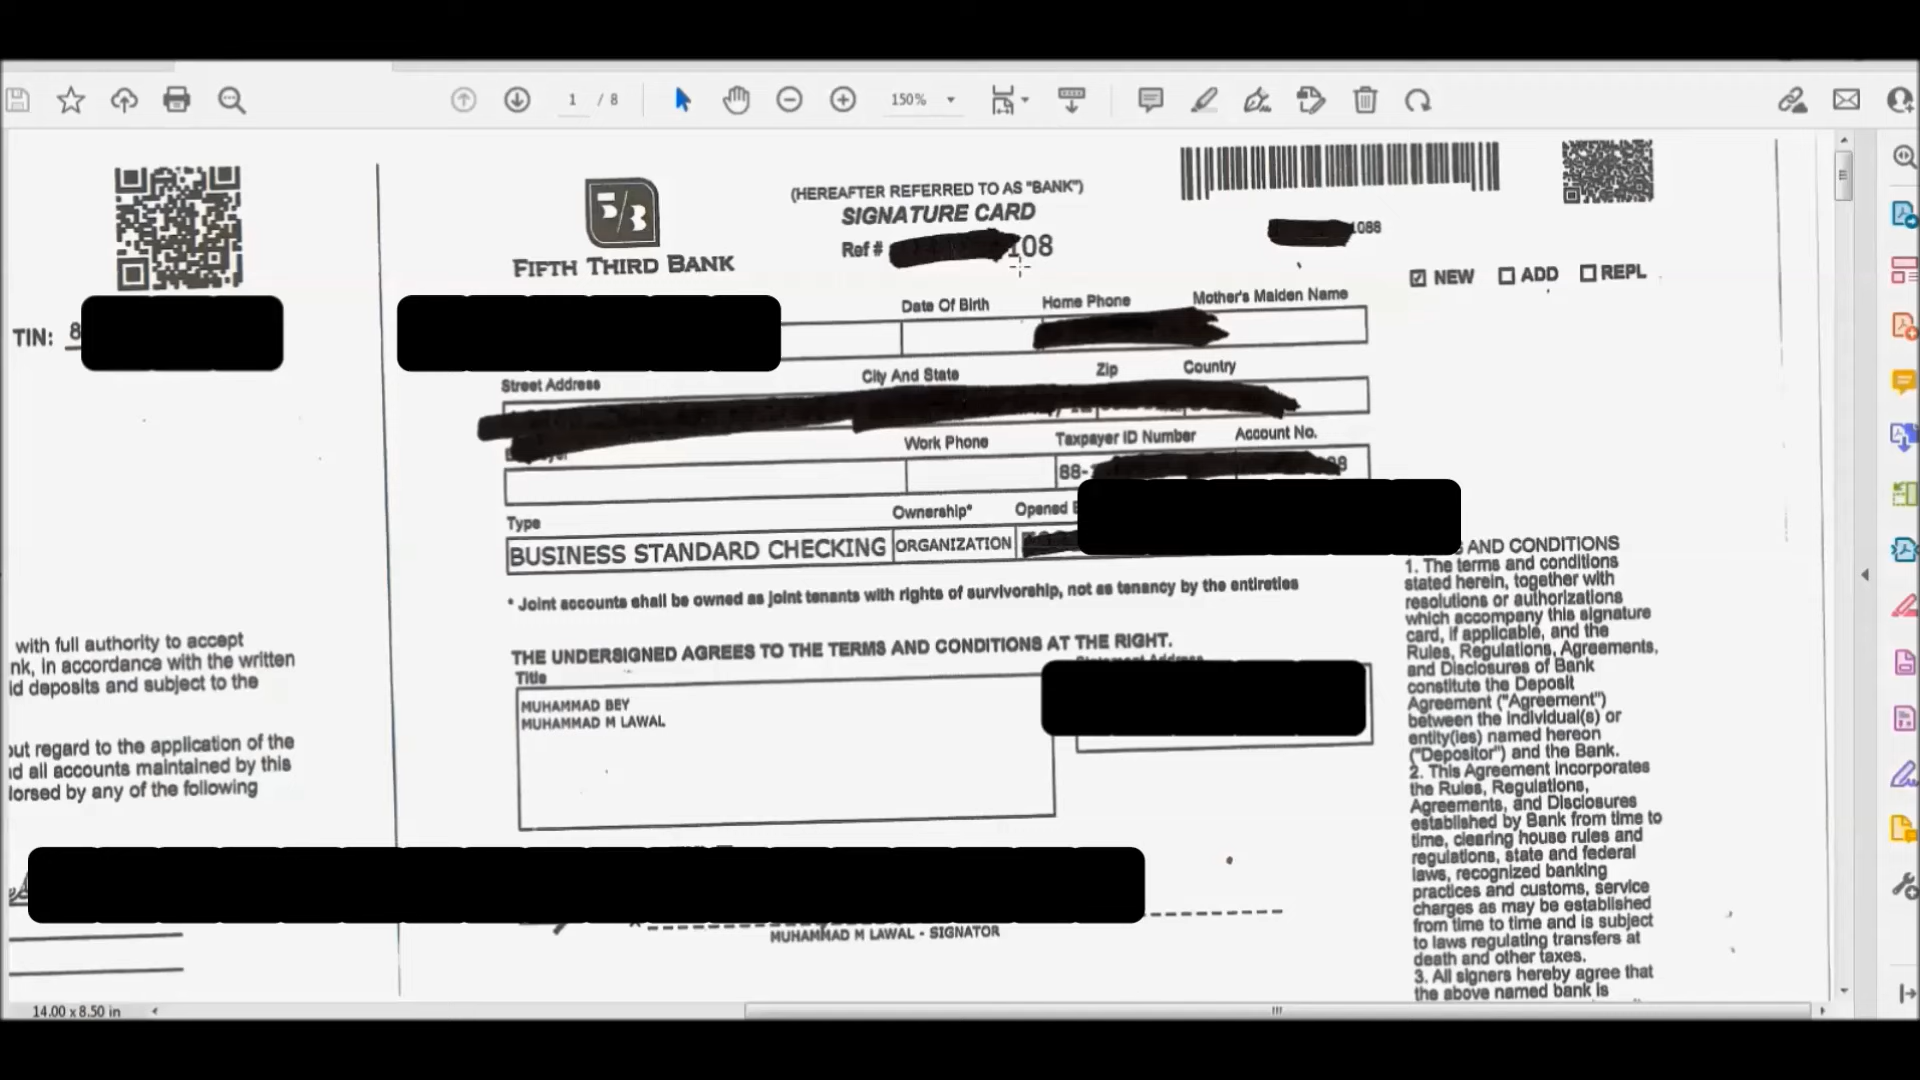 1 / 8
150%
5/3
FIFTH THIRD BANK
(HEREAFTER REFERRED TO AS "BANK")
SIGNATURE CARD
Ref # 108
1088
NEW ADD REPL
TIN: 8
Date Of Birth Home Phone Mother's Maiden Name
Street Address City And State Zip Country
Work Phone Taxpayer ID Number Account No.
88-
Type Ownership* Opened
BUSINESS STANDARD CHECKING ORGANIZATION
* Joint accounts shall be owned as joint tenants with rights of survivorship, not as tenancy by the entireties
THE UNDERSIGNED AGREES TO THE TERMS AND CONDITIONS AT THE RIGHT.
Title
MUHAMMAD BEY
MUHAMMAD M LAWAL
MUHAMMAD M LAWAL - SIGNATOR
with full authority to accept
nk, in accordance with the written
id deposits and subject to the
out regard to the application of the
nd all accounts maintained by this
lorsed by any of the following
AND CONDITIONS
1. The terms and conditions
stated herein, together with
resolutions or authorizations
which accompany this signature
card, if applicable, and the
Rules, Regulations, Agreements,
and Disclosures of Bank
constitute the Deposit
Agreement ("Agreement")
between the individual(s) or
entity(ies) named hereon
("Depositor") and the Bank.
2. This Agreement incorporates
the Rules, Regulations,
Agreements, and Disclosures
established by Bank from time to
time, clearing house rules and
regulations, state and federal
laws, recognized banking
practices and customs, service
charges as may be established
from time to time and is subject
to laws regulating transfers at
death and other taxes.
3. All signers hereby agree that
the above named bank is
14.00 x 8.50 in